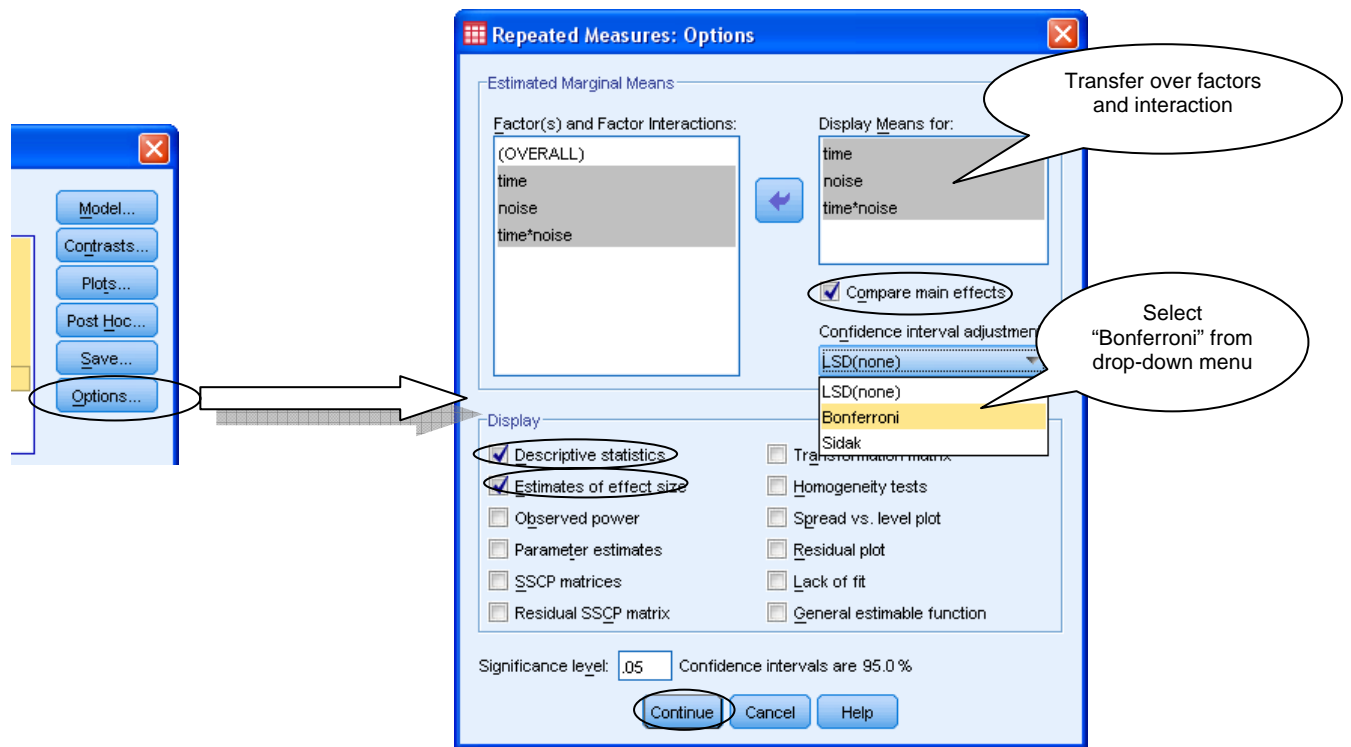 Repeated Measures: Options
Transfer over factors
and interaction
Estimated Marginal Means
Factor(s) and Factor Interactions:
Display Means for:
(OVERALL)
time
noise
time*noise
time
noise
time*noise
Model...
Contrasts...
Plots...
Post Hoc...
Save...
Options...
Compare main effects
Confidence interval adjustmen
LSD(none)
LSD(none)
Bonferroni
Sidak
Select
“Bonferroni” from
drop-down menu
Display
Descriptive statistics
Transformation matrix
Estimates of effect size
Homogeneity tests
Observed power
Spread vs. level plot
Parameter estimates
Residual plot
SSCP matrices
Lack of fit
Residual SSCP matrix
General estimable function
Significance level: .05 Confidence intervals are 95.0 %
Continue Cancel Help